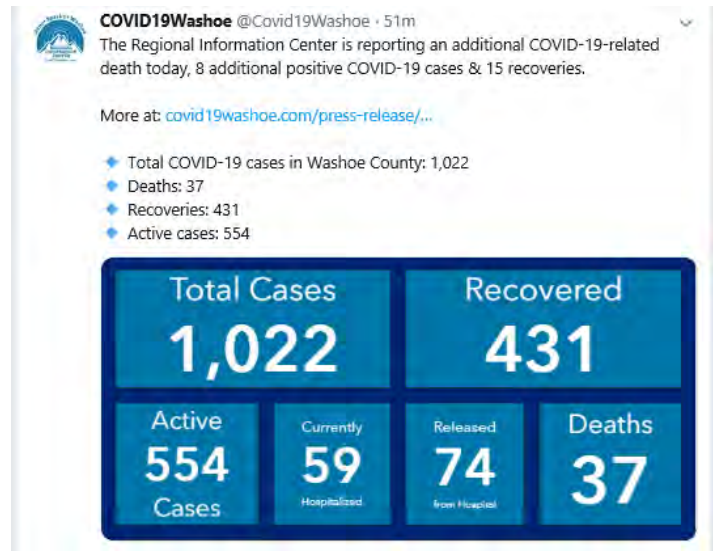 COVID19Washoe @Covid19Washoe · 51m
The Regional Information Center is reporting an additional COVID-19-related
death today, 8 additional positive COVID-19 cases & 15 recoveries.
More at: covid19washoe.com/press-release/...
Total COVID-19 cases in Washoe County: 1,022
Deaths: 37
Recoveries: 431
Active cases: 554
Total Cases
1,022
Recovered
431
Active
554
Cases
Currently
59
Hospitalized
Released
74
from Hospital
Deaths
37